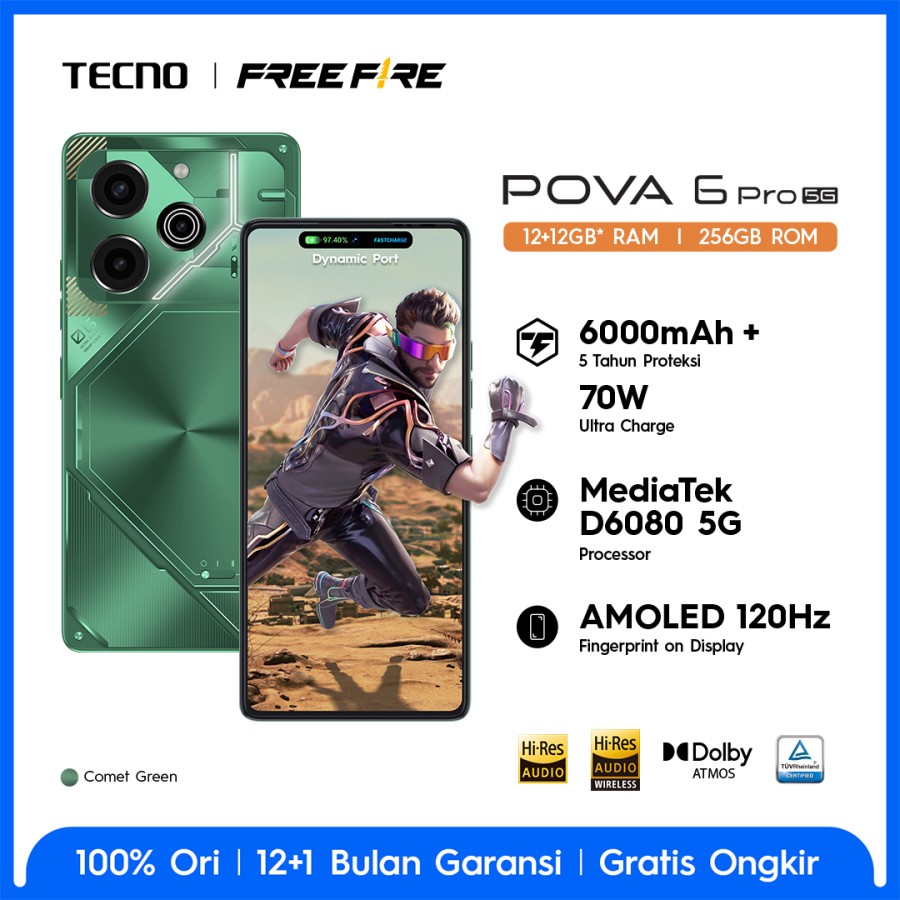 TECNO | FREE FIRE
97.40% FASTCHARGE
Dynamic Port
POVA 6 Pro 5G
12+12GB* RAM | 256GB ROM
6000mAh +
5 Tahun Proteksi
70W
Ultra Charge
MediaTek
D6080 5G
Processor
AMOLED 120Hz
Fingerprint on Display
Hi-Res
AUDIO
Hi-Res
AUDIO
WIRELESS
Dolby
ATMOS
TÜVRheinland
CERTIFIED
Comet Green
100% Ori | 12+1 Bulan Garansi | Gratis Ongkir